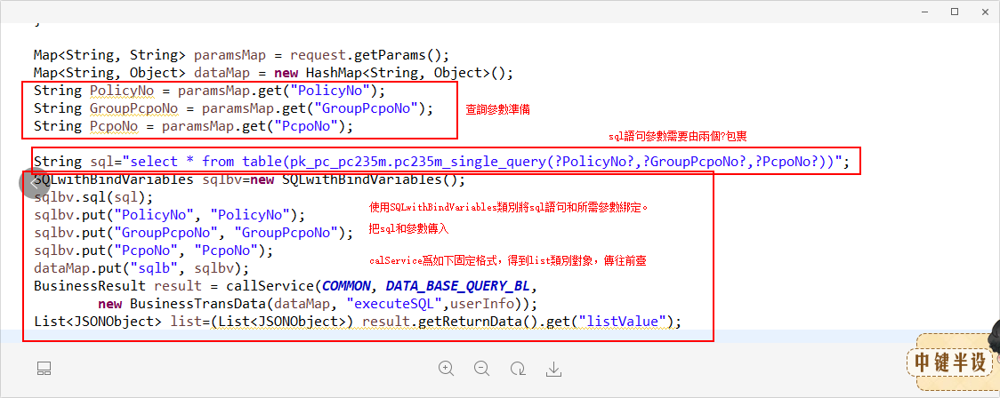 }
Map<String, String> paramsMap = request.getParams();
Map<String, Object> dataMap = new HashMap<String, Object>();
String PolicyNo = paramsMap.get("PolicyNo");
String GroupPcpoNo = paramsMap.get("GroupPcpoNo");
查詢參數準備
String PcpoNo = paramsMap.get("PcpoNo");
sql語句參數需要由兩個?包裹
String sql="select * from table(pk_pc_pc235m.pc235m_single_query(?PolicyNo?,?GroupPcpoNo?,?PcpoNo?))";
SQLwithBindVariables sqlbv=new SQLwithBindVariables();
sqlbv.sql(sql);
使用SQLwithBindVariables類別將sql語句和所需參數綁定。
sqlbv.put("PolicyNo", "PolicyNo");
sqlbv.put("GroupPcpoNo", "GroupPcpoNo");
把sql和參數傳入
sqlbv.put("PcpoNo", "PcpoNo");
calService爲如下固定格式，得到list類別對象，傳往前臺
dataMap.put("sqlb", sqlbv);
BusinessResult result = callService(COMMON, DATA_BASE_QUERY_BL,
new BusinessTransData(dataMap, "executeSQL",userInfo));
List<JSONObject> list=(List<JSONObject>) result.getReturnData().get("listValue");
中键半设